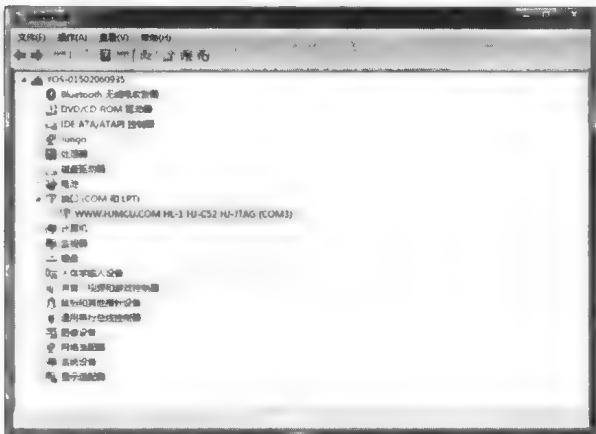 文件(F) 操作(A) 查看(V) 帮助(H)
YOS-01502060935
Bluetooth 无线电收发器
DVD/CD-ROM 驱动器
IDE ATA/ATAPI 控制器
Jungo
处理器
磁盘驱动器
电池
端口 (COM 和 LPT)
WWW.HJMCU.COM HL-1 HJ-C52 HJ-JTAG (COM3)
计算机
监视器
键盘
人体学输入设备
声音、视频和游戏控制器
鼠标和其他指针设备
通用串行总线控制器
图像设备
网络适配器
系统设备
显示适配器